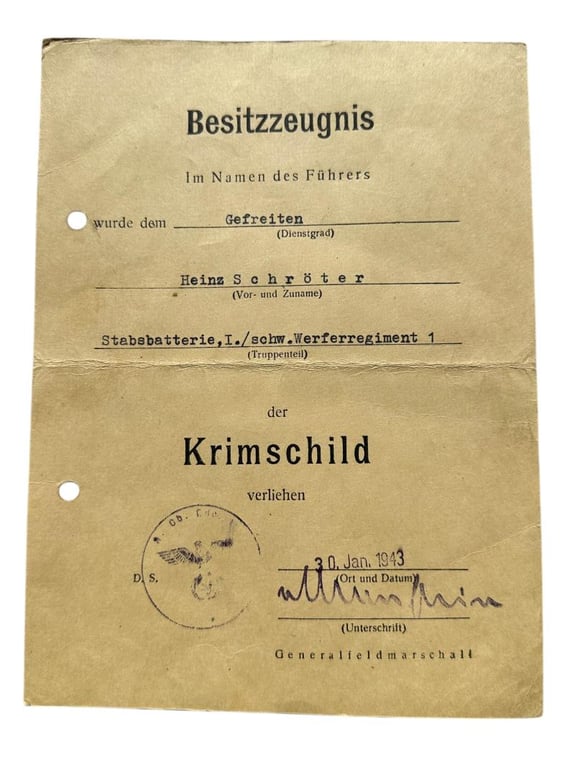 Besitzzeugnis
Im Namen des Führers
wurde dem Gefreiten
(Dienstgrad)
Heinz Schröter
(Vor- und Zuname)
Stabsbatterie,I./schw.Werferregiment 1
(Truppenteil)
der
Krimschild
verliehen
D. S.
30. Jan. 1943
(Ort und Datum)
(Unterschrift)
Generalfeldmarschall